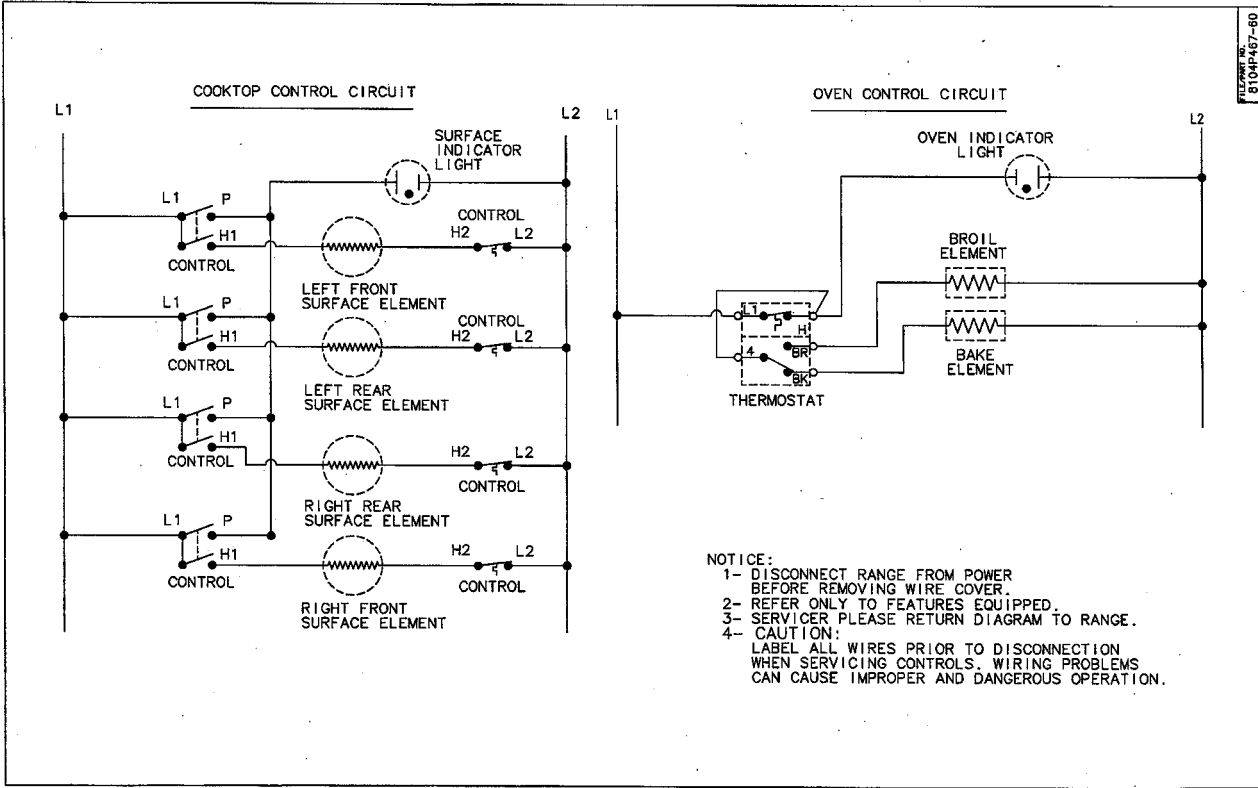 FILE/PART NO.
8104P467-60
COOKTOP CONTROL CIRCUIT
L1
L2
SURFACE
INDICATOR
LIGHT
L1 P
H1
CONTROL
CONTROL
H2 L2
LEFT FRONT
SURFACE ELEMENT
L1 P
H1
CONTROL
CONTROL
H2 L2
LEFT REAR
SURFACE ELEMENT
L1 P
H1
CONTROL
H2 L2
CONTROL
RIGHT REAR
SURFACE ELEMENT
L1 P
H1
CONTROL
H2 L2
CONTROL
RIGHT FRONT
SURFACE ELEMENT
OVEN CONTROL CIRCUIT
L1
L2
OVEN INDICATOR
LIGHT
BROIL
ELEMENT
L1
H
4
BR
BK
BAKE
ELEMENT
THERMOSTAT
NOTICE:
1- DISCONNECT RANGE FROM POWER
BEFORE REMOVING WIRE COVER.
2- REFER ONLY TO FEATURES EQUIPPED.
3- SERVICER PLEASE RETURN DIAGRAM TO RANGE.
4- CAUTION:
LABEL ALL WIRES PRIOR TO DISCONNECTION
WHEN SERVICING CONTROLS. WIRING PROBLEMS
CAN CAUSE IMPROPER AND DANGEROUS OPERATION.